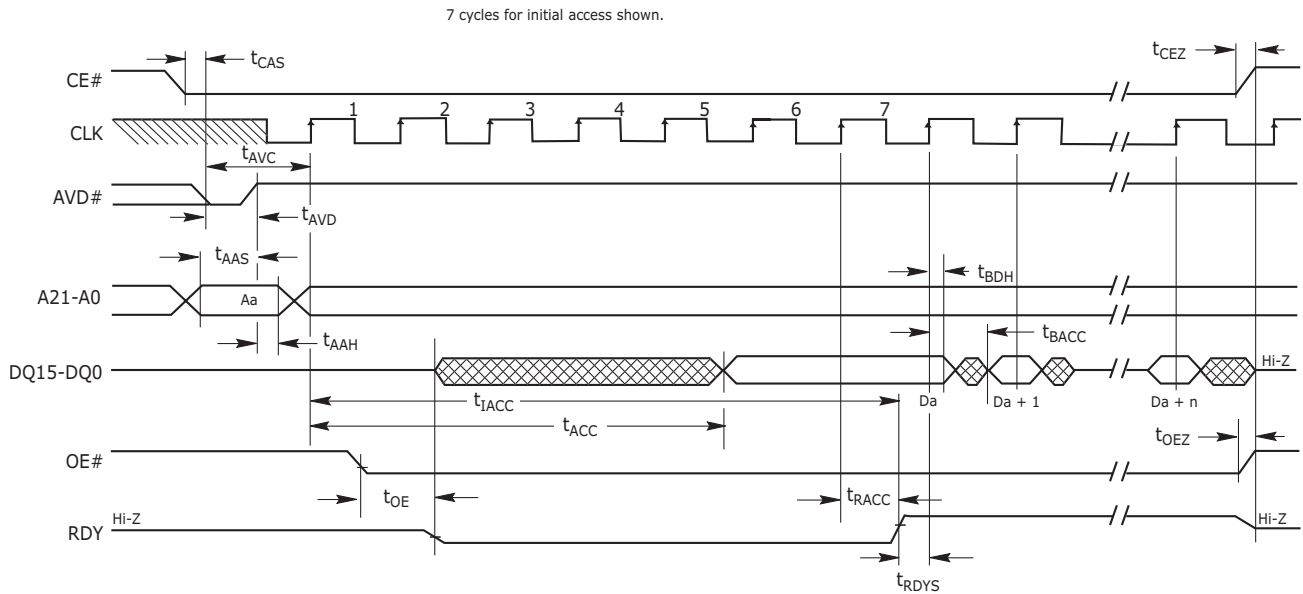 7 cycles for initial access shown.
tCAS
tCEZ
CE#
1 2 3 4 5 6 7
CLK
tAVC
AVD#
tAVD
tAAS
tBDH
A21-A0
Aa
tBACC
tAAH
DQ15-DQ0
Hi-Z
tIACC
Da
Da + 1
Da + n
tACC
tOEZ
OE#
tOE
tRACC
Hi-Z
RDY
Hi-Z
tRDYS